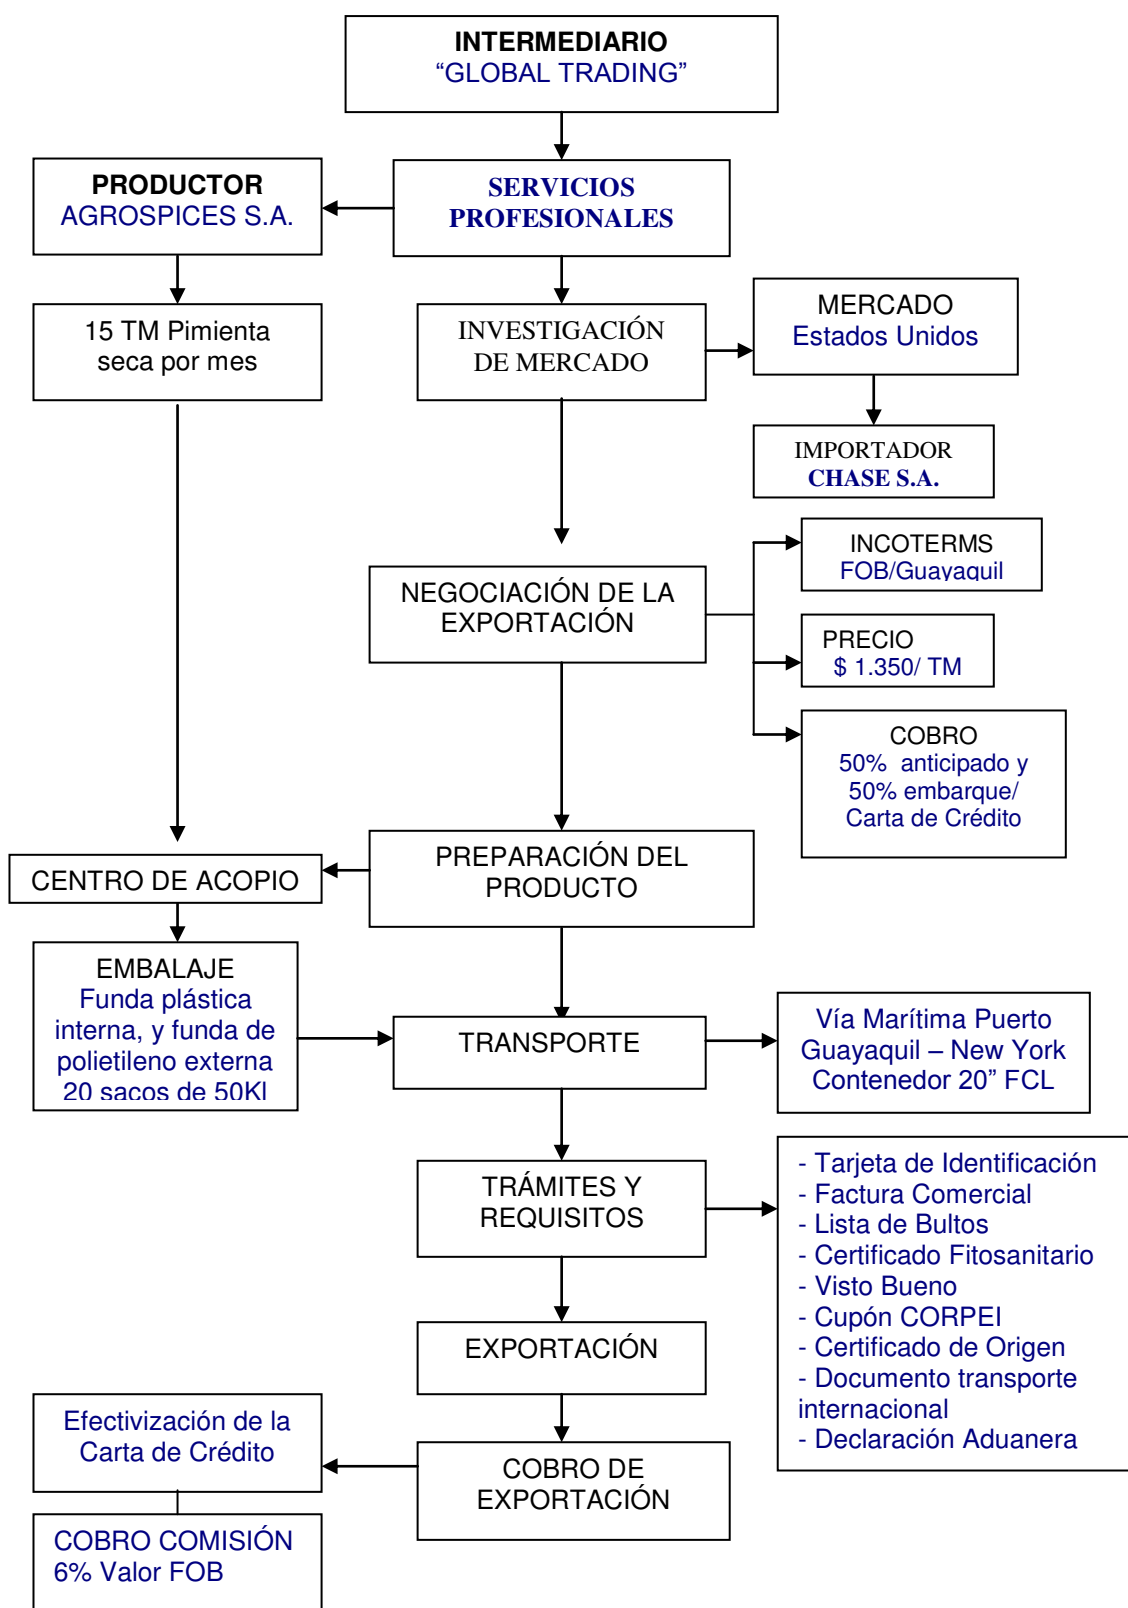 INTERMEDIARIO
“GLOBAL TRADING”
PRODUCTOR
AGROSPICES S.A.
SERVICIOS
PROFESIONALES
15 TM Pimienta
seca por mes
INVESTIGACIÓN
DE MERCADO
MERCADO
Estados Unidos
IMPORTADOR
CHASE S.A.
INCOTERMS
FOB/Guayaquil
NEGOCIACIÓN DE LA
EXPORTACIÓN
PRECIO
$ 1.350/ TM
COBRO
50%  anticipado y
50% embarque/
Carta de Crédito
PREPARACIÓN DEL
PRODUCTO
CENTRO DE ACOPIO
EMBALAJE
Funda plástica
interna, y funda de
polietileno externa
20 sacos de 50Kl
TRANSPORTE
Vía Marítima Puerto
Guayaquil – New York
Contenedor 20” FCL
TRÁMITES Y
REQUISITOS
- Tarjeta de Identificación
- Factura Comercial
- Lista de Bultos
- Certificado Fitosanitario
- Visto Bueno
- Cupón CORPEI
- Certificado de Origen
- Documento transporte
internacional
- Declaración Aduanera
EXPORTACIÓN
Efectivización de la
Carta de Crédito
COBRO DE
EXPORTACIÓN
COBRO COMISIÓN
6% Valor FOB